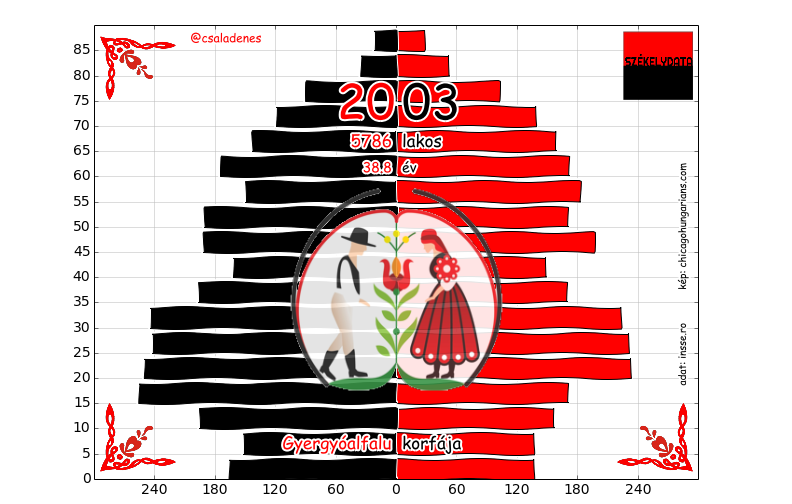 @csaladenes
SZÉKELYDATA
2003
5786 lakos
38.8 év
kép: chicagohungarians.com
adat: insse.ro
Gyergyóalfalu korfája
85
80
75
70
65
60
55
50
45
40
35
30
25
20
15
10
5
0
240 180 120 60 0 60 120 180 240